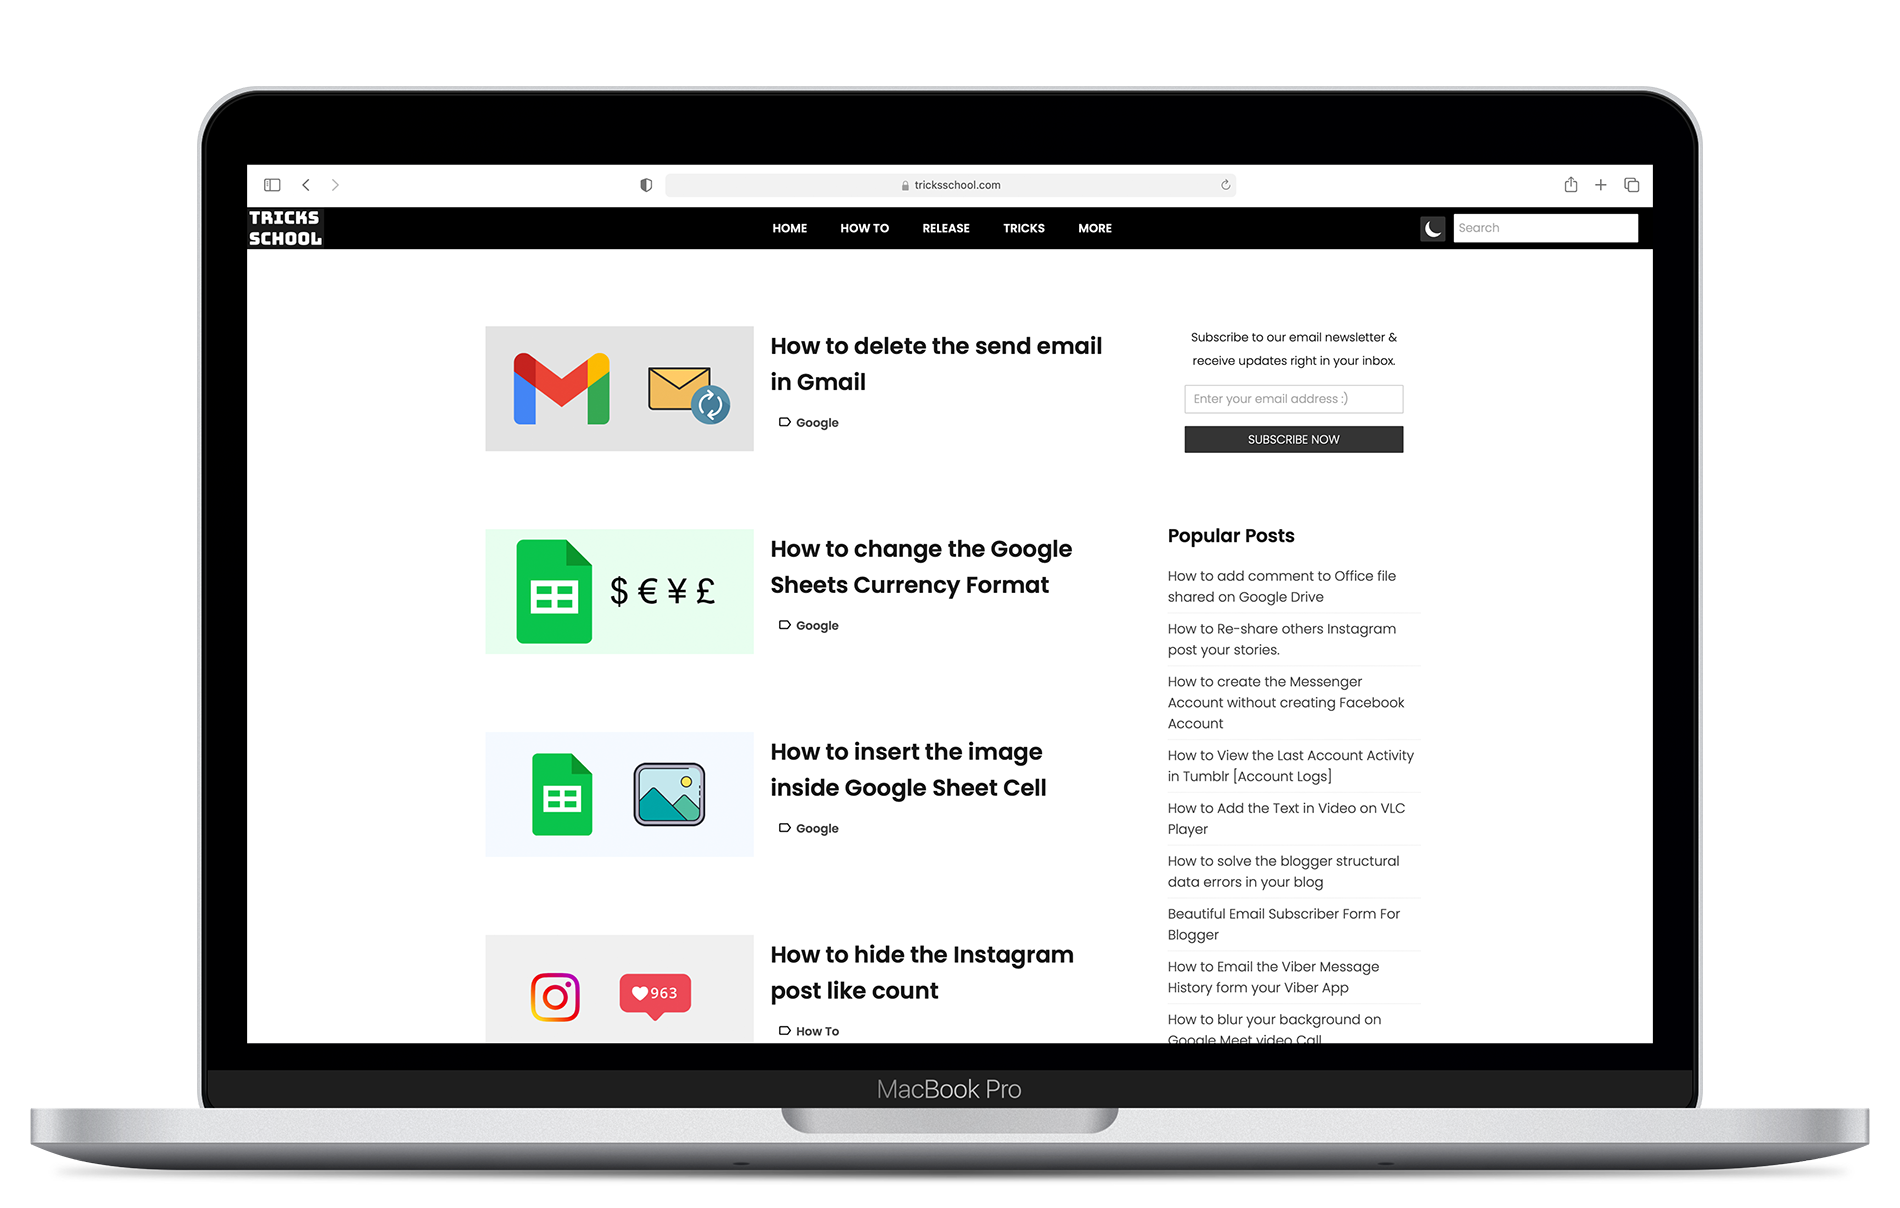 tricksschool.com
TRICKS
SCHOOL
HOME HOW TO RELEASE TRICKS MORE
Search
How to delete the send email
in Gmail
Google
$ € ¥ £
How to change the Google
Sheets Currency Format
Google
How to insert the image
inside Google Sheet Cell
Google
963
How to hide the Instagram
post like count
How To
Subscribe to our email newsletter &
receive updates right in your inbox.
Enter your email address :)
SUBSCRIBE NOW
Popular Posts
How to add comment to Office file
shared on Google Drive
How to Re-share others Instagram
post your stories.
How to create the Messenger
Account without creating Facebook
Account
How to View the Last Account Activity
in Tumblr [Account Logs]
How to Add the Text in Video on VLC
Player
How to solve the blogger structural
data errors in your blog
Beautiful Email Subscriber Form For
Blogger
How to Email the Viber Message
History form your Viber App
How to blur your background on
Google Meet video Call
MacBook Pro